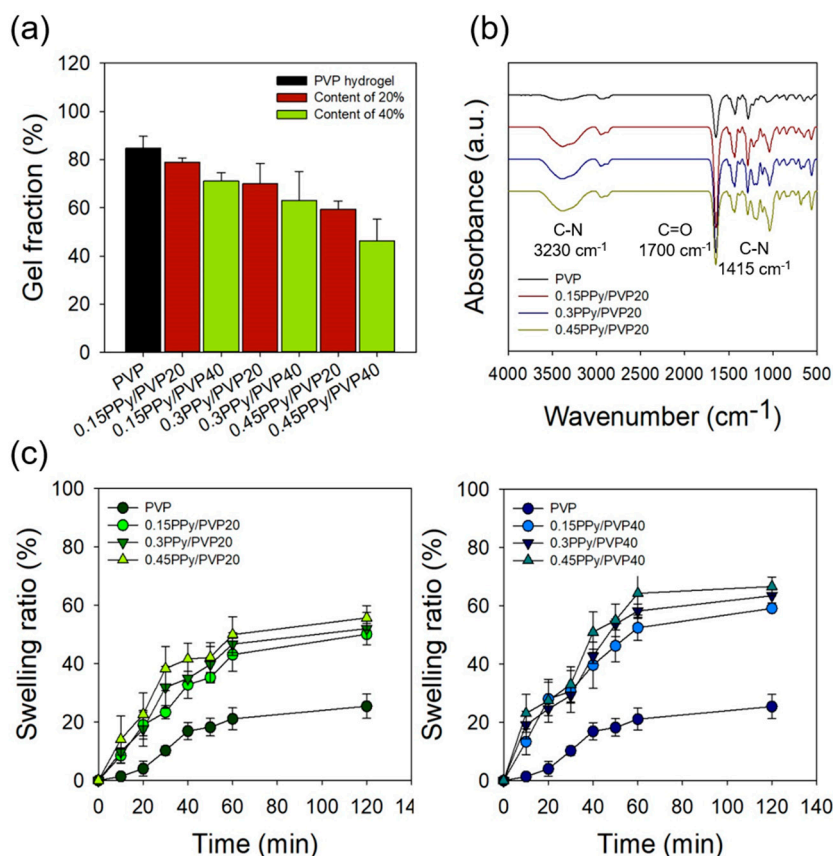 (a)
Gel fraction (%)
120
100
80
60
40
20
0
PVP hydrogel
Content of 20%
Content of 40%
PVP
0.15PPy/PVP20
0.15PPy/PVP40
0.3PPy/PVP20
0.3PPy/PVP40
0.45PPy/PVP20
0.45PPy/PVP40
(b)
Absorbance (a.u.)
C-N
3230 cm⁻¹
C=O
1700 cm⁻¹
C-N
1415 cm⁻¹
PVP
0.15PPy/PVP20
0.3PPy/PVP20
0.45PPy/PVP20
4000 3500 3000 2500 2000 1500 1000 500
Wavenumber (cm⁻¹)
(c)
Swelling ratio (%)
100
80
60
40
20
0
PVP
0.15PPy/PVP20
0.3PPy/PVP20
0.45PPy/PVP20
0 20 40 60 80 100 120 14
Time (min)
Swelling ratio (%)
100
80
60
40
20
0
PVP
0.15PPy/PVP40
0.3PPy/PVP40
0.45PPy/PVP40
0 20 40 60 80 100 120 140
Time (min)